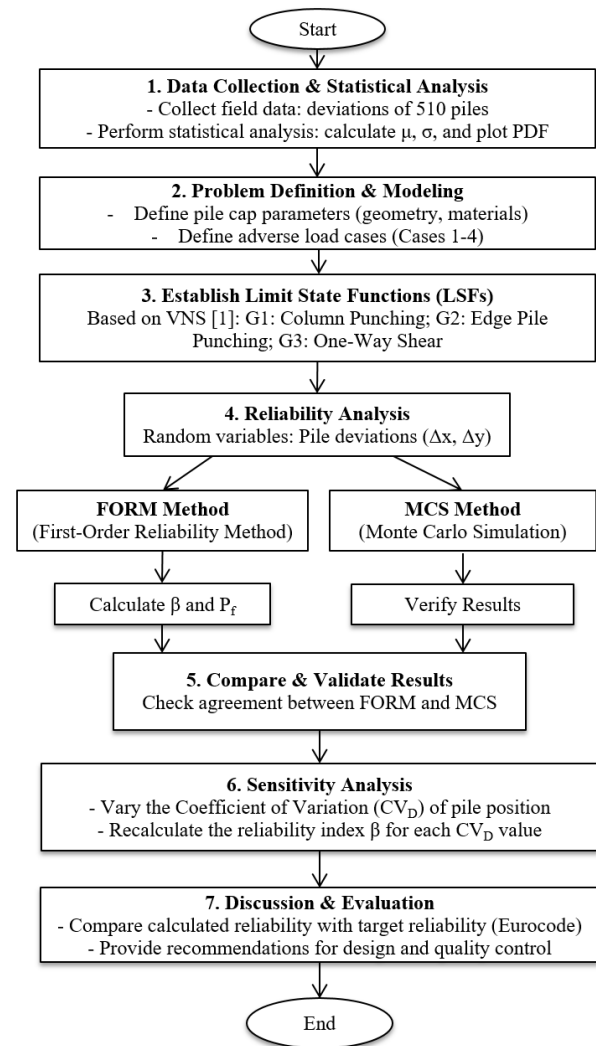 Start
1. Data Collection & Statistical Analysis
- Collect field data: deviations of 510 piles
- Perform statistical analysis: calculate μ, σ, and plot PDF
2. Problem Definition & Modeling
- Define pile cap parameters (geometry, materials)
- Define adverse load cases (Cases 1-4)
3. Establish Limit State Functions (LSFs)
Based on VNS [1]: G1: Column Punching; G2: Edge Pile
Punching; G3: One-Way Shear
4. Reliability Analysis
Random variables: Pile deviations (Δx, Δy)
FORM Method
(First-Order Reliability Method)
MCS Method
(Monte Carlo Simulation)
Calculate β and P_f
Verify Results
5. Compare & Validate Results
Check agreement between FORM and MCS
6. Sensitivity Analysis
- Vary the Coefficient of Variation (CV_D) of pile position
- Recalculate the reliability index β for each CV_D value
7. Discussion & Evaluation
- Compare calculated reliability with target reliability (Eurocode)
- Provide recommendations for design and quality control
End